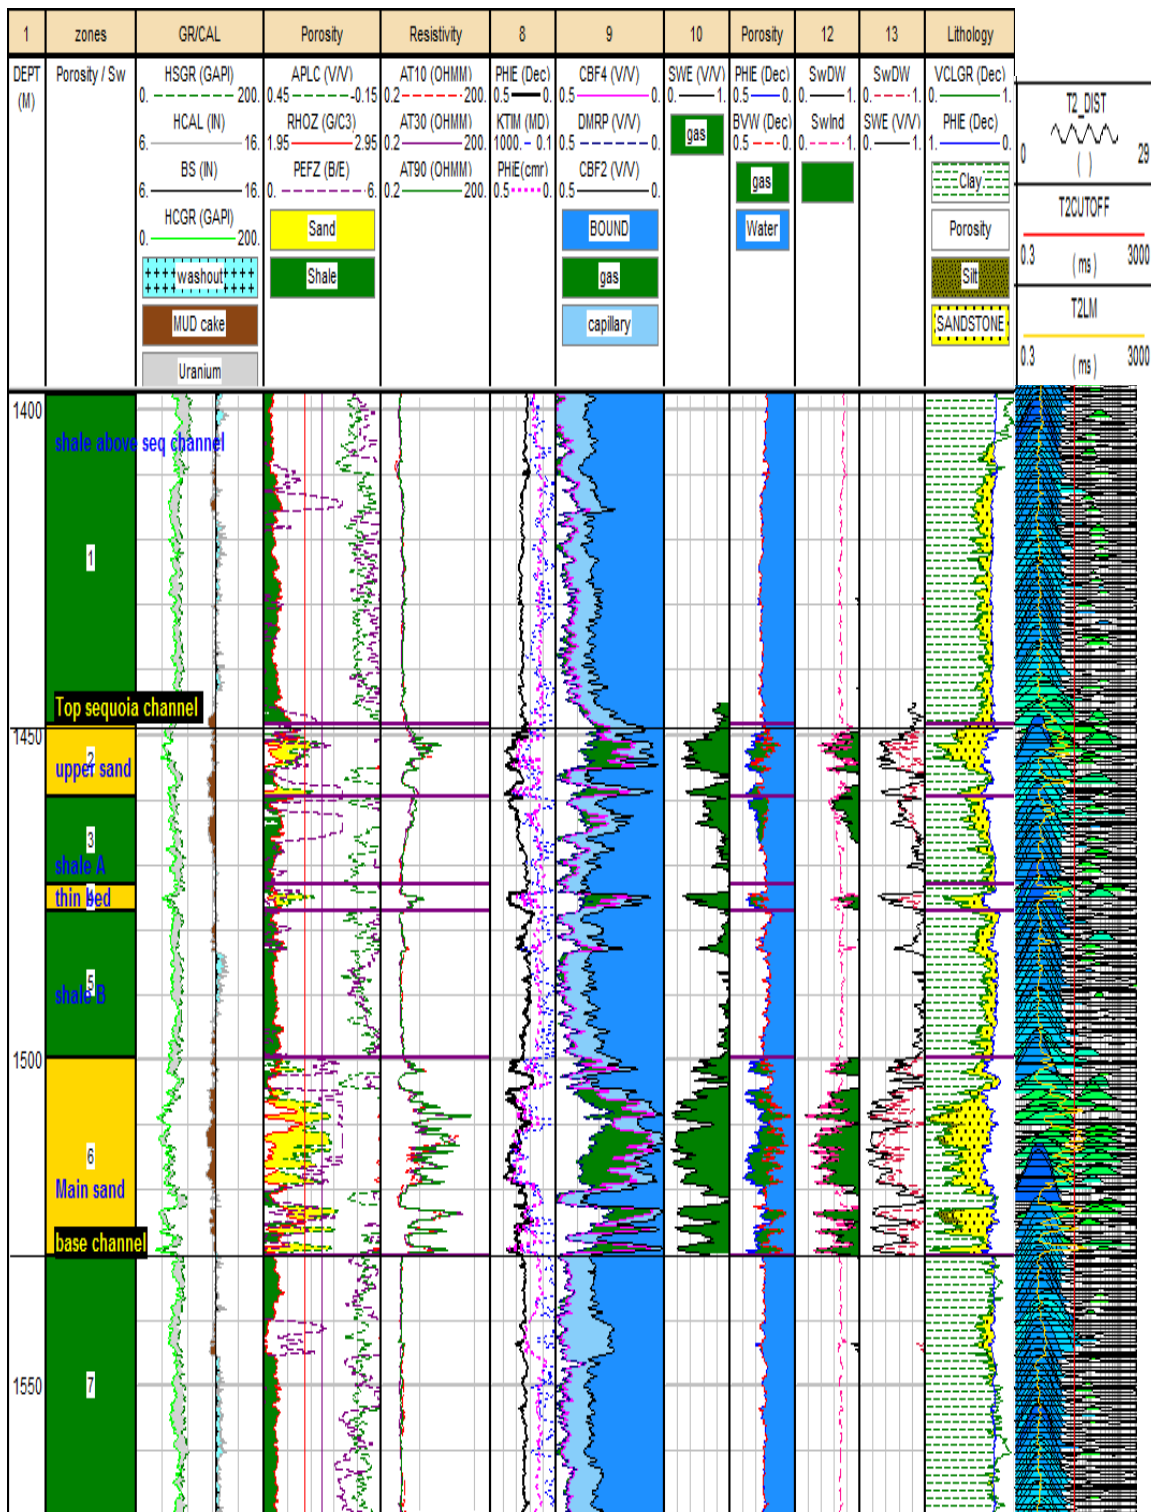 1 zones GR/CAL Porosity Resistivity 8 9 10 Porosity 12 13 Lithology
DEPT (M)
Porosity / Sw
HSGR (GAPI)
0. 200.
HCAL (IN)
6. 16.
BS (IN)
6. 16.
HCGR (GAPI)
0. 200.
washout
MUD cake
Uranium
APLC (V/V)
0.45 -0.15
RHOZ (G/C3)
1.95 2.95
PEFZ (B/E)
0. 6.
Sand
Shale
AT10 (OHMM)
0.2 200.
AT30 (OHMM)
0.2 200.
AT90 (OHMM)
0.2 200.
PHIE (Dec)
0.5 0.
KTIM (MD)
1000. 0.1
PHiE(cmr)
0.5 0.
CBF4 (V/V)
0.5 0.
DMRP (V/V)
0.5 0.
CBF2 (V/V)
0.5 0.
BOUND
gas
capillary
SWE (V/V)
0. 1.
gas
PHIE (Dec)
0.5 0.
BVW (Dec)
0.5 0.
gas
Water
SwDW
0. 1.
SwInd
0. 1.
SwDW
0. 1.
SWE (V/V)
0. 1.
VCLGR (Dec)
0. 1.
PHIE (Dec)
1. 0.
Clay
Porosity
Silt
SANDSTONE
T2_DIST
0 ( ) 29
T2CUTOFF
0.3 (ms) 3000
T2LM
0.3 (ms) 3000
1400
shale above seq channel
1
Top sequoia channel
1450
2
upper sand
3
shale A
thin bed
5
shale B
1500
6
Main sand
base channel
1550
7